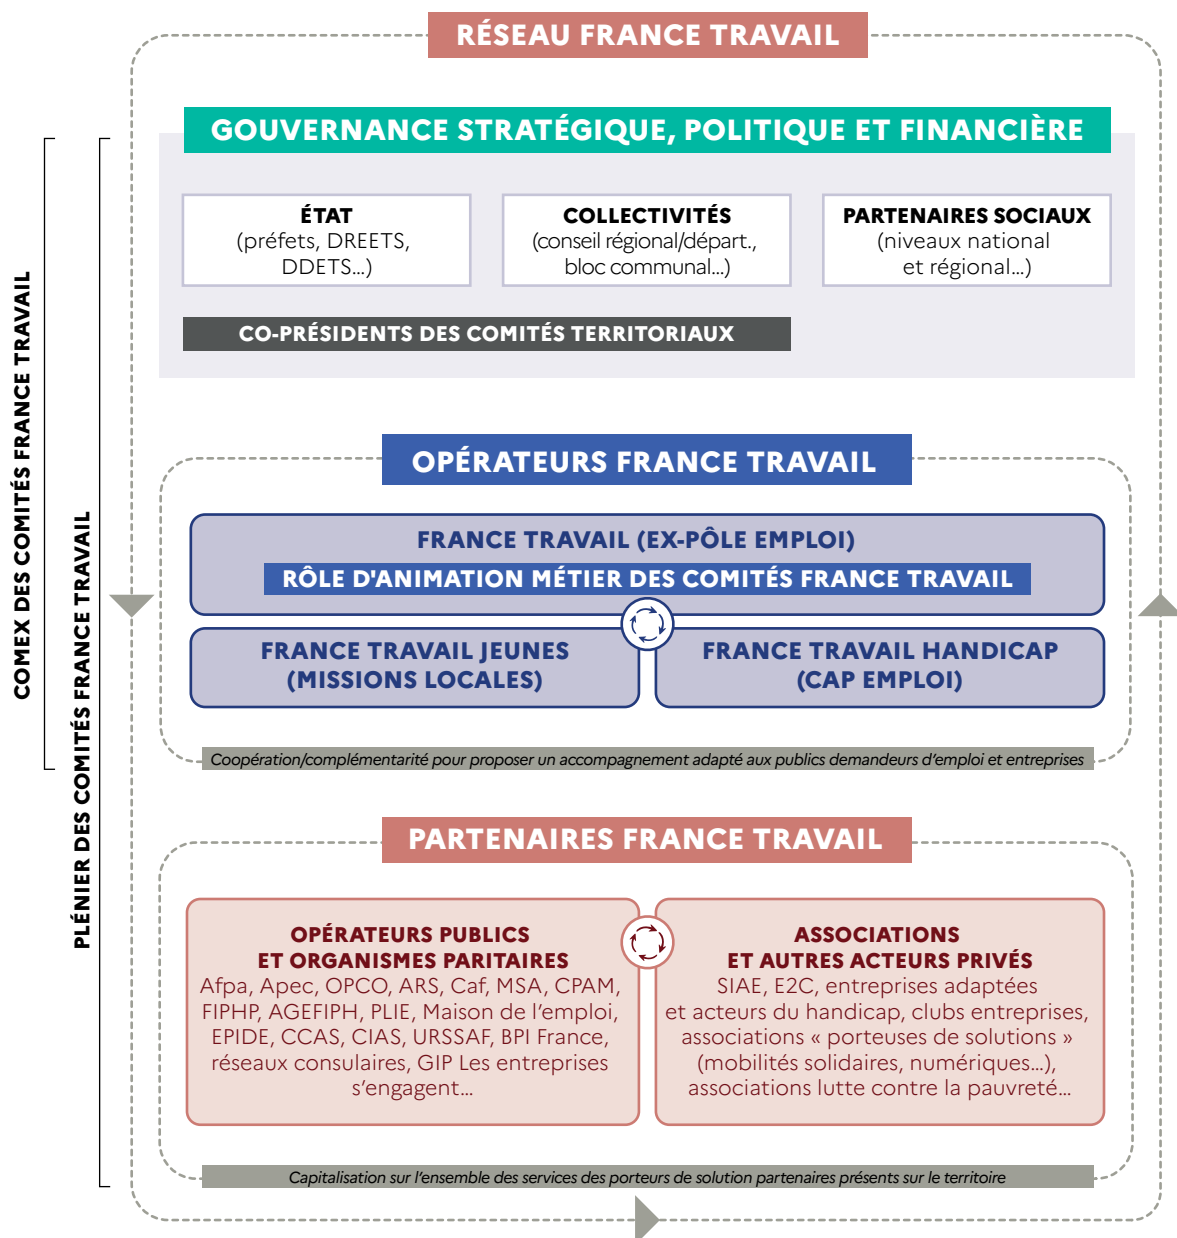 RÉSEAU FRANCE TRAVAIL
COMEX DES COMITÉS FRANCE TRAVAIL
PLÉNIER DES COMITÉS FRANCE TRAVAIL
GOUVERNANCE STRATÉGIQUE, POLITIQUE ET FINANCIÈRE
ÉTAT
(préfets, DREETS,
DDETS…)
COLLECTIVITÉS
(conseil régional/départ.,
bloc communal…)
PARTENAIRES SOCIAUX
(niveaux national
et régional…)
CO-PRÉSIDENTS DES COMITÉS TERRITORIAUX
OPÉRATEURS FRANCE TRAVAIL
FRANCE TRAVAIL (EX-PÔLE EMPLOI)
RÔLE D'ANIMATION MÉTIER DES COMITÉS FRANCE TRAVAIL
FRANCE TRAVAIL JEUNES
(MISSIONS LOCALES)
FRANCE TRAVAIL HANDICAP
(CAP EMPLOI)
Coopération/complémentarité pour proposer un accompagnement adapté aux publics demandeurs d’emploi et entreprises
PARTENAIRES FRANCE TRAVAIL
OPÉRATEURS PUBLICS
ET ORGANISMES PARITAIRES
Afpa, Apec, OPCO, ARS, Caf, MSA, CPAM,
FIPHP, AGEFIPH, PLIE, Maison de l’emploi,
EPIDE, CCAS, CIAS, URSSAF, BPI France,
réseaux consulaires, GIP Les entreprises
s’engagent…
ASSOCIATIONS
ET AUTRES ACTEURS PRIVÉS
SIAE, E2C, entreprises adaptées
et acteurs du handicap, clubs entreprises,
associations « porteuses de solutions »
(mobilités solidaires, numériques…),
associations lutte contre la pauvreté…
Capitalisation sur l’ensemble des services des porteurs de solution partenaires présents sur le territoire